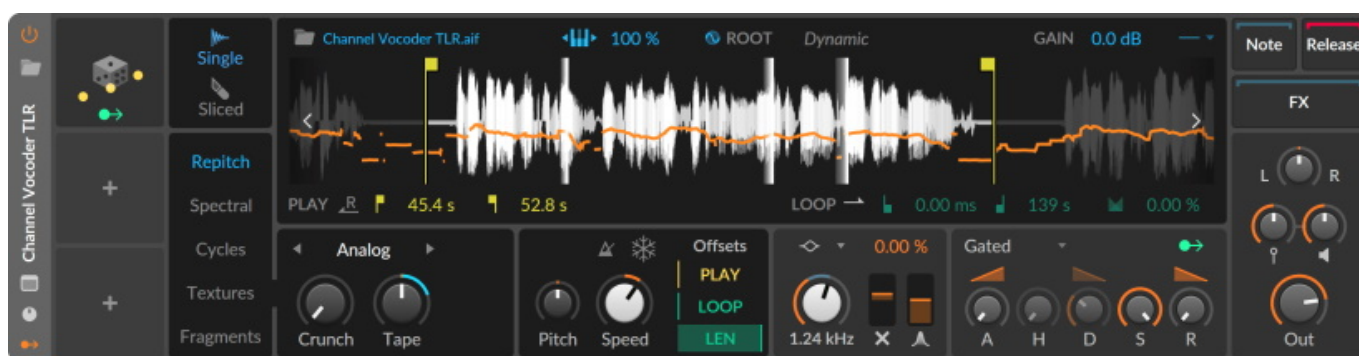 Channel Vocoder TLR
Single
Sliced
Repitch
Spectral
Cycles
Textures
Fragments
Channel Vocoder TLR.aif 100 % ROOT Dynamic GAIN 0.0 dB
PLAY R 45.4 s 52.8 s LOOP 0.00 ms 139 s 0.00 %
Analog
Crunch Tape
Pitch Speed
Offsets
PLAY
LOOP
LEN
0.00 %
1.24 kHz
Gated
A H D S R
Note Release
FX
L R
Out